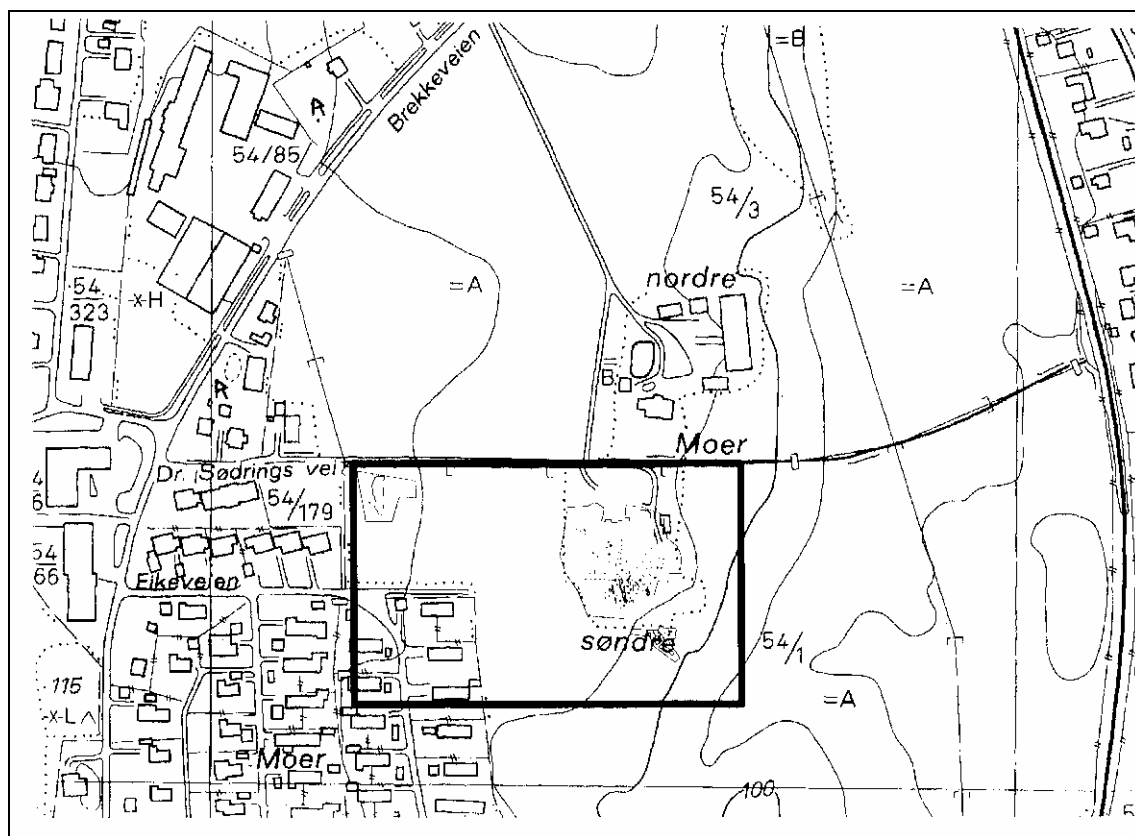 =B
Brekkeveien
A
54/85
54/3
nordre
=A
=A
54
323
-x-H
B
Moer
Dr. Sødrings vei
54/179
54
66
Eikeveien
søndre
54/1
115
-x-L
=A
Moer
100